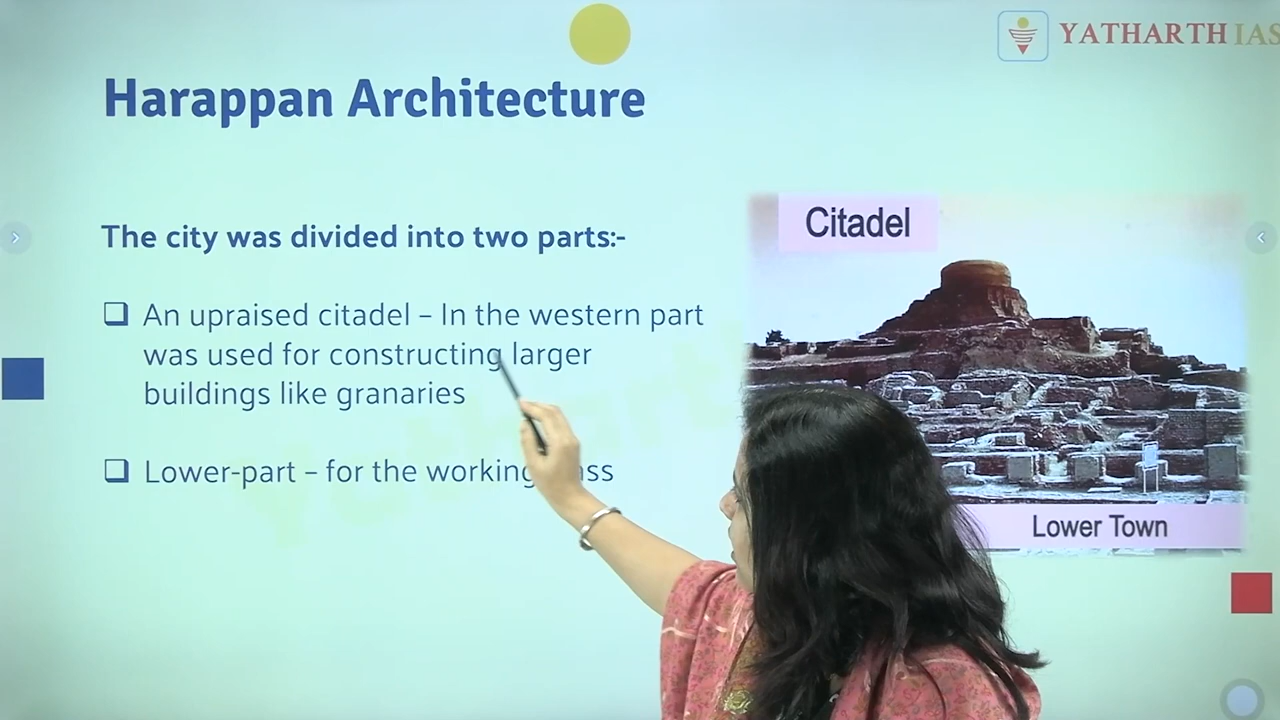 YATHARTH IAS
Harappan Architecture
The city was divided into two parts:-
An upraised citadel – In the western part
was used for constructing larger
buildings like granaries
Lower-part – for the working
Citadel
Lower Town